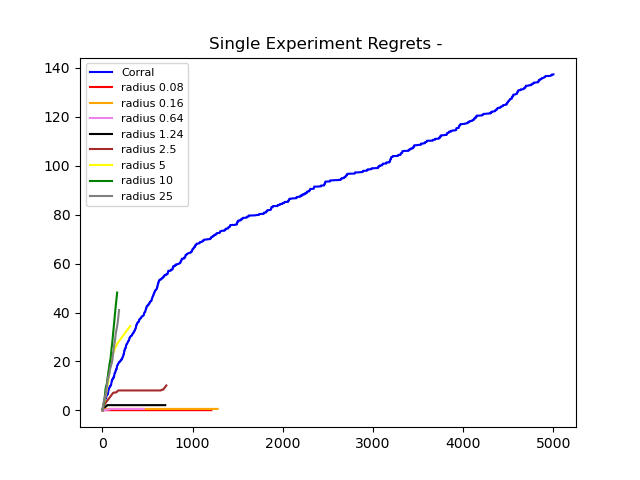 Single Experiment Regrets -
140
120
100
80
60
40
20
0
Corral
radius 0.08
radius 0.16
radius 0.64
radius 1.24
radius 2.5
radius 5
radius 10
radius 25
0 1000 2000 3000 4000 5000